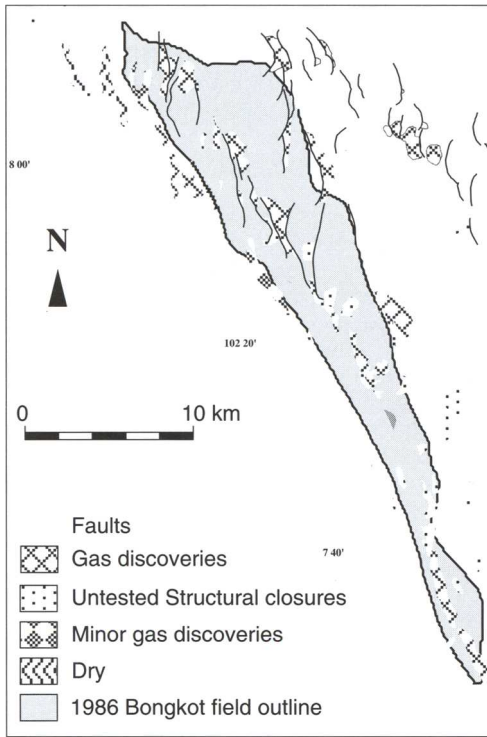 8 00'
N
102 20'
0 10 km
7 40'
Faults
Gas discoveries
Untested Structural closures
Minor gas discoveries
Dry
1986 Bongkot field outline